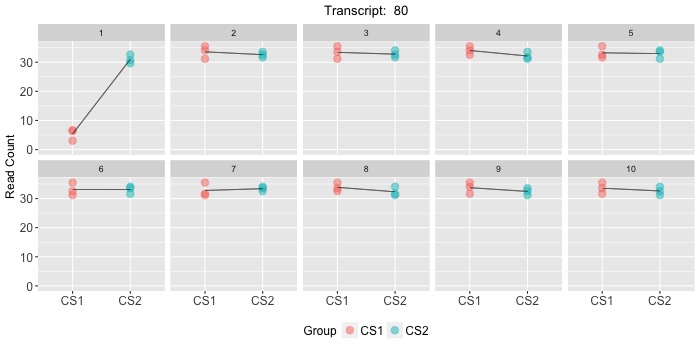 Transcript: 80
1 2 3 4 5
30
20
10
0
Read Count
6 7 8 9 10
30
20
10
0
CS1 CS2 CS1 CS2 CS1 CS2 CS1 CS2 CS1 CS2
Group CS1 CS2